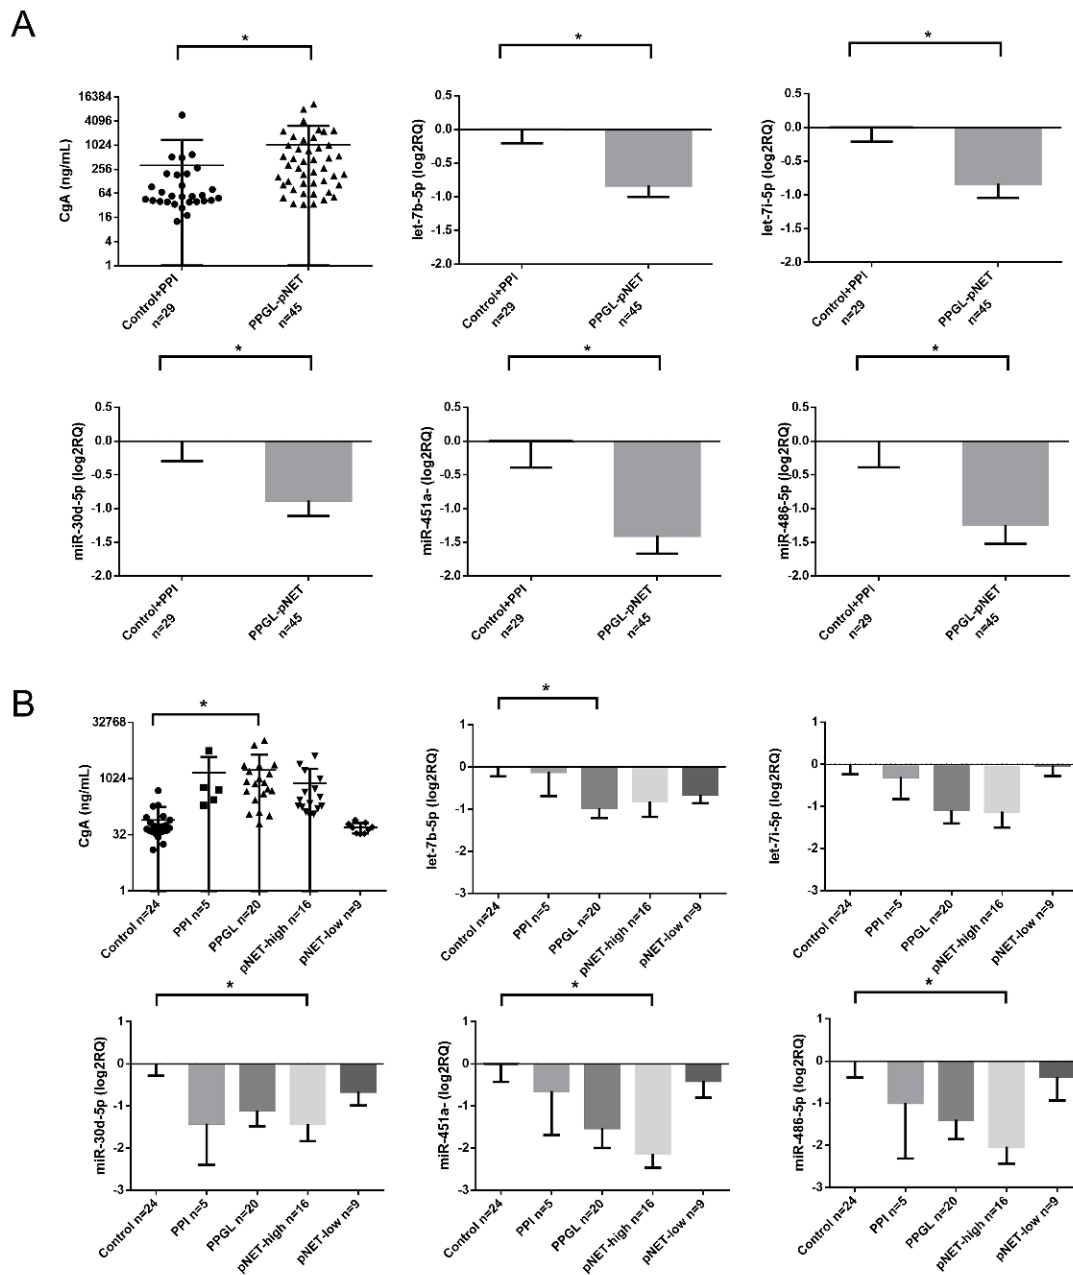 A
*
CgA (ng/mL)
16384
4096
1024
256
64
16
4
1
Control+PPI
n=29
PPGL-pNET
n=45
*
let-7b-5p (log2RQ)
0.5
0.0
-0.5
-1.0
-1.5
-2.0
Control+PPI
n=29
PPGL-pNET
n=45
*
let-7i-5p (log2RQ)
0.5
0.0
-0.5
-1.0
-1.5
-2.0
Control+PPI
n=29
PPGL-pNET
n=45
*
miR-30d-5p (log2RQ)
0.5
0.0
-0.5
-1.0
-1.5
-2.0
Control+PPI
n=29
PPGL-pNET
n=45
*
miR-451a- (log2RQ)
0.5
0.0
-0.5
-1.0
-1.5
-2.0
Control+PPI
n=29
PPGL-pNET
n=45
*
miR-486-5p (log2RQ)
0.5
0.0
-0.5
-1.0
-1.5
-2.0
Control+PPI
n=29
PPGL-pNET
n=45
B
*
CgA (ng/mL)
32768
1024
32
1
Control n=24
PPI n=5
PPGL n=20
pNET-high n=16
pNET-low n=9
*
let-7b-5p (log2RQ)
1
0
-1
-2
-3
Control n=24
PPI n=5
PPGL n=20
pNET-high n=16
pNET-low n=9
let-7i-5p (log2RQ)
1
0
-1
-2
-3
Control n=24
PPI n=5
PPGL n=20
pNET-high n=16
pNET-low n=9
*
miR-30d-5p (log2RQ)
1
0
-1
-2
-3
Control n=24
PPI n=5
PPGL n=20
pNET-high n=16
pNET-low n=9
*
miR-451a- (log2RQ)
1
0
-1
-2
-3
Control n=24
PPI n=5
PPGL n=20
pNET-high n=16
pNET-low n=9
*
miR-486-5p (log2RQ)
1
0
-1
-2
-3
Control n=24
PPI n=5
PPGL n=20
pNET-high n=16
pNET-low n=9